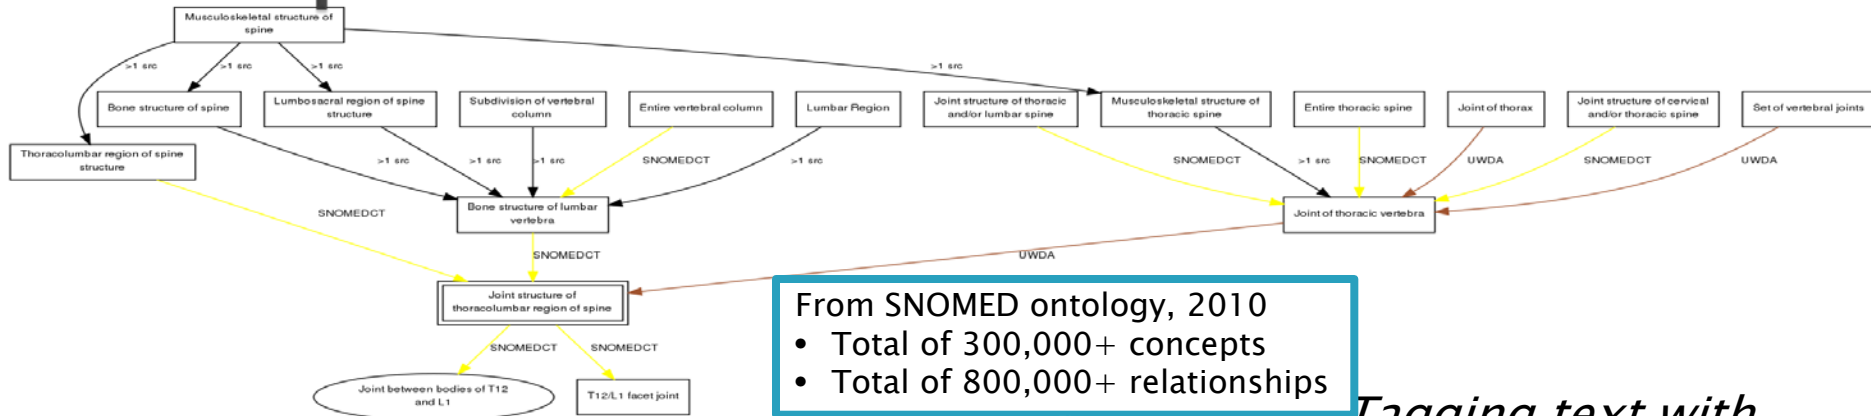 Musculoskeletal structure of
spine
>1 src
>1 src
>1 src
>1 src
Bone structure of spine
Lumbosacral region of spine
structure
Subdivision of vertebral
column
Entire vertebral column
Lumbar Region
Joint structure of thoracic
and/or lumbar spine
Musculoskeletal structure of
thoracic spine
Entire thoracic spine
Joint of thorax
Joint structure of cervical
and/or thoracic spine
Set of vertebral joints
Thoracolumbar region of spine
structure
>1 src
>1 src
>1 src
SNOMEDCT
>1 src
SNOMEDCT
>1 src
SNOMEDCT
UWDA
SNOMEDCT
UWDA
SNOMEDCT
Bone structure of lumbar
vertebra
Joint of thoracic vertebra
SNOMEDCT
UWDA
Joint structure of
thoracolumbar region of spine
SNOMEDCT
SNOMEDCT
Joint between bodies of T12
and L1
T12/L1 facet joint
From SNOMED ontology, 2010
• Total of 300,000+ concepts
• Total of 800,000+ relationships
Tagging text with